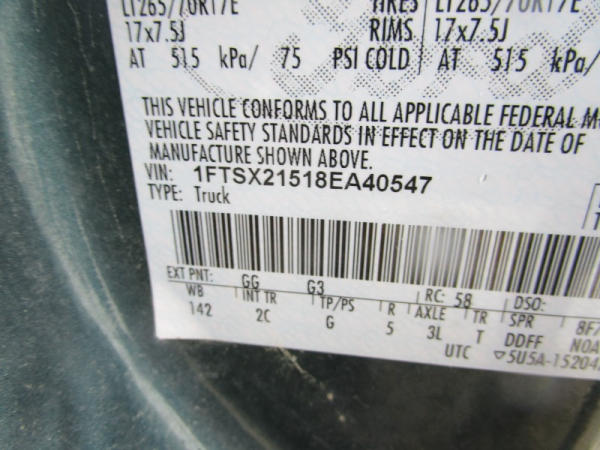 LT265/70R17E TIRES LT265/70R17E
17x7.5J RIMS 17x7.5J
AT 515 kPa/ 75 PSI COLD AT 515 kPa/
THIS VEHICLE CONFORMS TO ALL APPLICABLE FEDERAL
VEHICLE SAFETY STANDARDS IN EFFECT ON THE DATE OF
MANUFACTURE SHOWN ABOVE.
VIN: 1FTSX21518EA40547
TYPE: Truck
EXT PNT: GG G3 RC: 58 DSO:
WB INT TR TP/PS R AXLE TR SPR
142 2C G 5 3L T DDFF
UTC ▽5U5A-15204